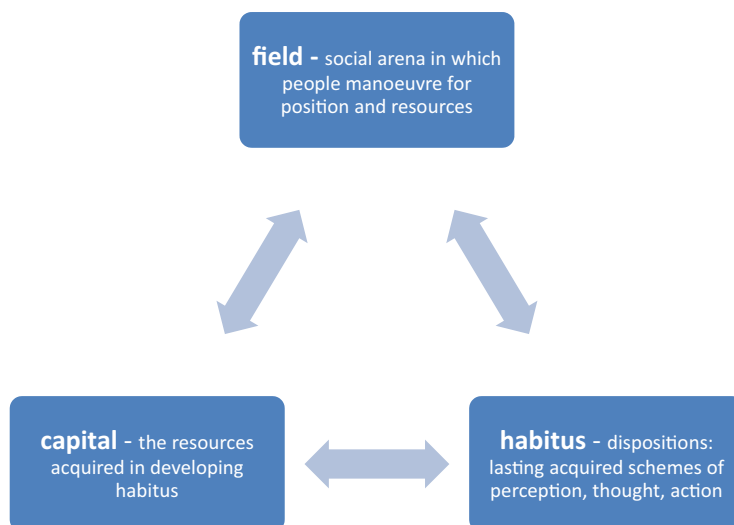 field - social arena in which
people manoeuvre for
position and resources
capital - the resources
acquired in developing
habitus
habitus - dispositions:
lasting acquired schemes of
perception, thought, action